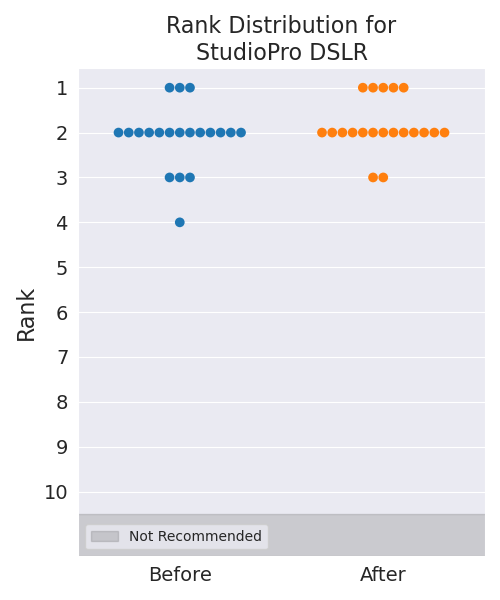 Rank Distribution for
StudioPro DSLR
Rank
1
2
3
4
5
6
7
8
9
10
Not Recommended
Before
After